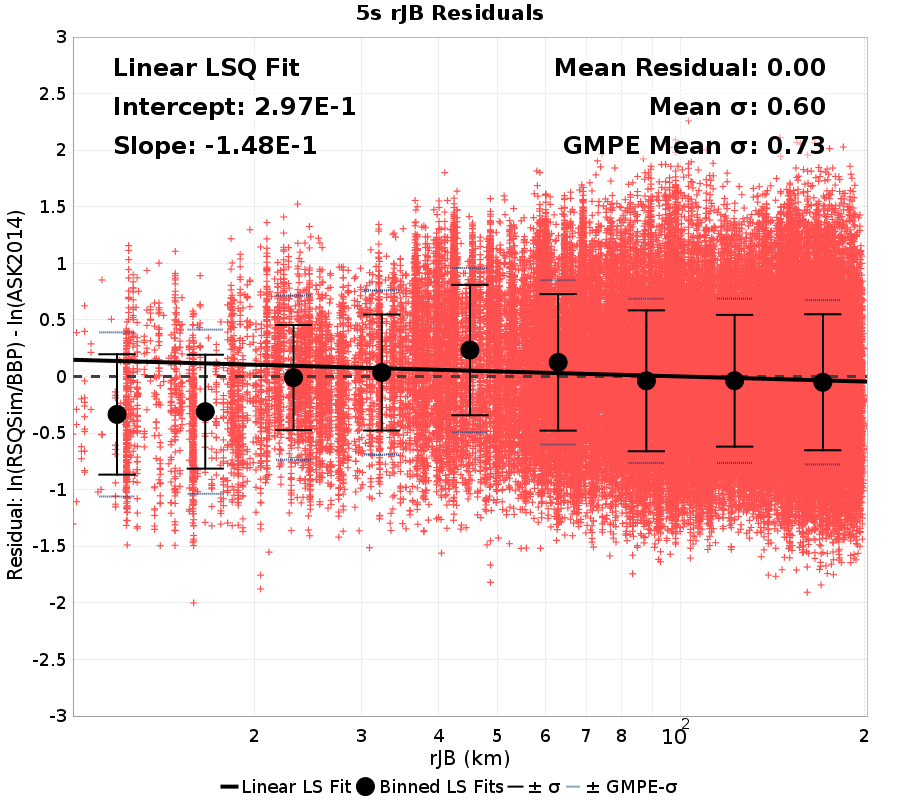 5s rJB Residuals
Linear LSQ Fit
Intercept: 2.97E-1
Slope: -1.48E-1
Mean Residual: 0.00
Mean σ: 0.60
GMPE Mean σ: 0.73
Residual: ln(RSQSim/BBP) - ln(ASK2014)
3
2.5
2
1.5
1
0.5
0
-0.5
-1
-1.5
-2
-2.5
-3
2 3 4 5 6 7 8 10² 2
rJB (km)
Linear LS Fit Binned LS Fits ± σ ± GMPE-σ